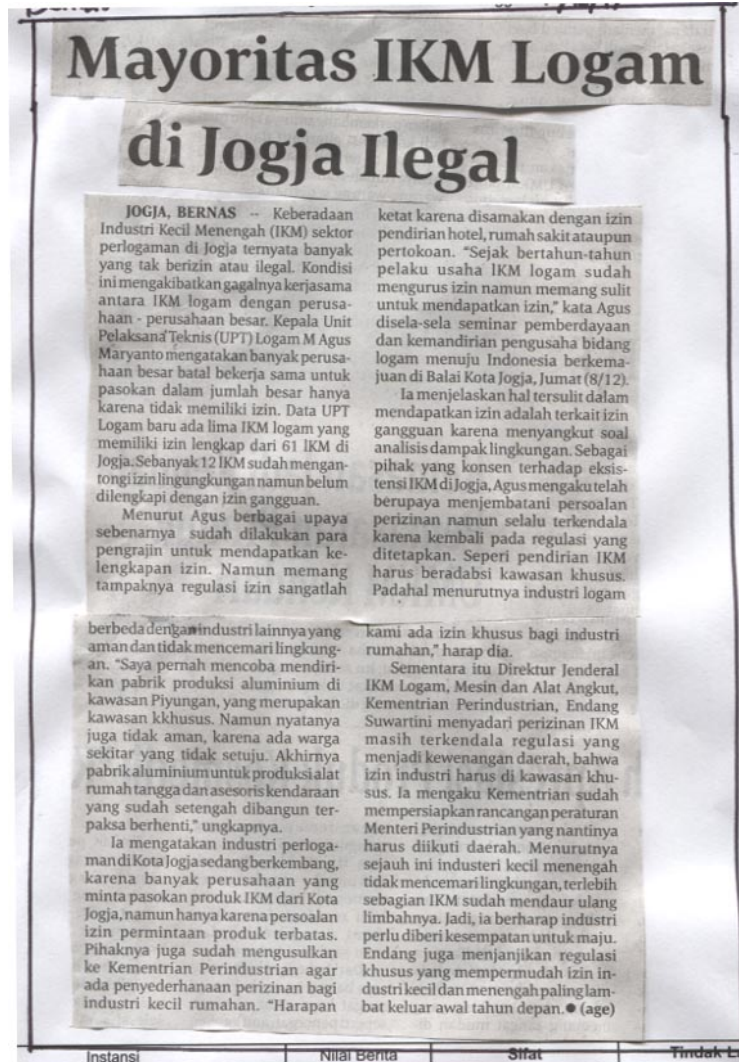 Mayoritas IKM Logam
di Jogja Ilegal
JOGJA, BERNAS -- Keberadaan
Industri Kecil Menengah (IKM) sektor
perlogaman di Jogja ternyata banyak
yang tak berizin atau ilegal. Kondisi
ini mengakibatkan gagalnya kerjasama
antara IKM logam dengan perusa-
haan - perusahaan besar. Kepala Unit
Pelaksana Teknis (UPT) Logam M Agus
Maryanto mengatakan banyak perusa-
haan besar batal bekerja sama untuk
pasokan dalam jumlah besar hanya
karena tidak memiliki izin. Data UPT
Logam baru ada lima IKM logam yang
memiliki izin lengkap dari 61 IKM di
Jogja. Sebanyak 12 IKM sudah mengan-
tongi izin lingungkungan namun belum
dilengkapi dengan izin gangguan.
Menurut Agus berbagai upaya
sebenarnya sudah dilakukan para
pengrajin untuk mendapatkan ke-
lengkapan izin. Namun memang
tampaknya regulasi izin sangatlah
ketat karena disamakan dengan izin
pendirian hotel, rumah sakit ataupun
pertokoan. "Sejak bertahun-tahun
pelaku usaha IKM logam sudah
mengurus izin namun memang sulit
untuk mendapatkan izin," kata Agus
disela-sela seminar pemberdayaan
dan kemandirian pengusaha bidang
logam menuju Indonesia berkema-
juan di Balai Kota Jogja, Jumat (8/12).
Ia menjelaskan hal tersulit dalam
mendapatkan izin adalah terkait izin
gangguan karena menyangkut soal
analisis dampak lingkungan. Sebagai
pihak yang konsen terhadap eksis-
tensi IKM di Jogja, Agus mengaku telah
berupaya menjembatani persoalan
perizinan namun selalu terkendala
karena kembali pada regulasi yang
ditetapkan. Seperi pendirian IKM
harus beradabsi kawasan khusus.
Padahal menurutnya industri logam
berbeda dengan industri lainnya yang
aman dan tidak mencemari lingkung-
an. "Saya pernah mencoba mendiri-
kan pabrik produksi aluminium di
kawasan Piyungan, yang merupakan
kawasan kkhusus. Namun nyatanya
juga tidak aman, karena ada warga
sekitar yang tidak setuju. Akhirnya
pabrik aluminium untuk produksi alat
rumah tangga dan asesoris kendaraan
yang sudah setengah dibangun ter-
paksa berhenti," ungkapnya.
Ia mengatakan industri perloga-
man di Kota Jogja sedang berkembang,
karena banyak perusahaan yang
minta pasokan produk IKM dari Kota
Jogja, namun hanya karena persoalan
izin permintaan produk terbatas.
Pihaknya juga sudah mengusulkan
ke Kementrian Perindustrian agar
ada penyederhanaan perizinan bagi
industri kecil rumahan. "Harapan
kami ada izin khusus bagi industri
rumahan," harap dia.
Sementara itu Direktur Jenderal
IKM Logam, Mesin dan Alat Angkut,
Kementrian Perindustrian, Endang
Suwartini menyadari perizinan IKM
masih terkendala regulasi yang
menjadi kewenangan daerah, bahwa
izin industri harus di kawasan khu-
sus. Ia mengaku Kementrian sudah
mempersiapkan rancangan peraturan
Menteri Perindustrian yang nantinya
harus diikuti daerah. Menurutnya
sejauh ini industeri kecil menengah
tidak mencemari lingkungan, terlebih
sebagian IKM sudah mendaur ulang
limbahnya. Jadi, ia berharap industri
perlu diberi kesempatan untuk maju.
Endang juga menjanjikan regulasi
khusus yang mempermudah izin in-
dustri kecil dan menengah paling lam-
bat keluar awal tahun depan.● (age)
Instansi Nilai Berita Sifat Tindak